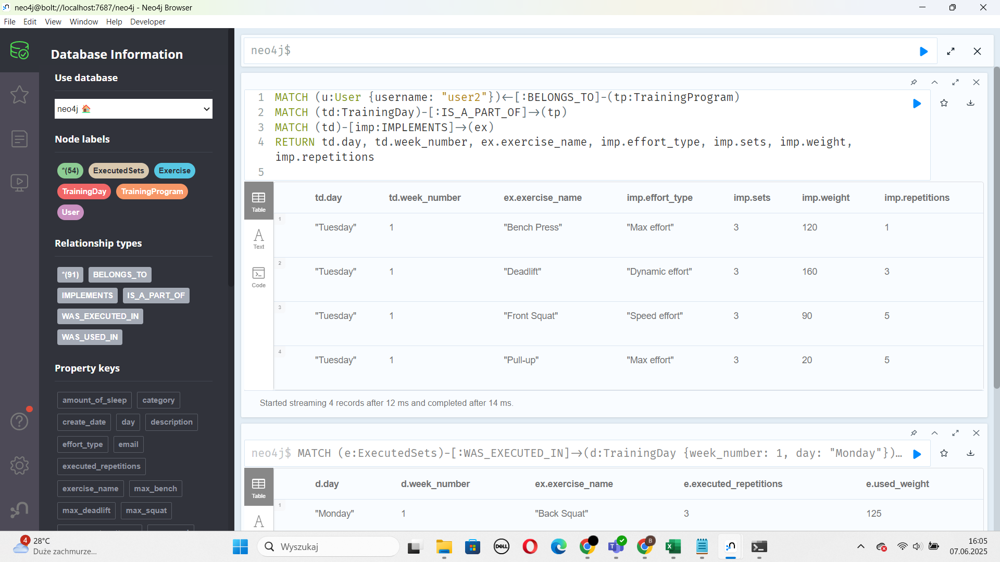 neo4j@bolt://localhost:7687/neo4j - Neo4j Browser
File Edit View Window Help Developer
Database Information
Use database
neo4j 🏠
Node labels
*(54) ExecutedSets Exercise
TrainingDay TrainingProgram
User
Relationship types
*(91) BELONGS_TO
IMPLEMENTS IS_A_PART_OF
WAS_EXECUTED_IN
WAS_USED_IN
Property keys
amount_of_sleep category
create_date day description
effort_type email
executed_repetitions
exercise_name max_bench
max_deadlift max_squat
neo4j$
1 MATCH (u:User {username: "user2"})<-[:BELONGS_TO]-(tp:TrainingProgram)
2 MATCH (td:TrainingDay)-[:IS_A_PART_OF]->(tp)
3 MATCH (td)-[imp:IMPLEMENTS]->(ex)
4 RETURN td.day, td.week_number, ex.exercise_name, imp.effort_type, imp.sets, imp.weight,
imp.repetitions
5
Table
Text
Code
td.day td.week_number ex.exercise_name imp.effort_type imp.sets imp.weight imp.repetitions
1 "Tuesday" 1 "Bench Press" "Max effort" 3 120 1
2 "Tuesday" 1 "Deadlift" "Dynamic effort" 3 160 3
3 "Tuesday" 1 "Front Squat" "Speed effort" 3 90 5
4 "Tuesday" 1 "Pull-up" "Max effort" 3 20 5
Started streaming 4 records after 12 ms and completed after 14 ms.
neo4j$ MATCH (e:ExecutedSets)-[:WAS_EXECUTED_IN]->(d:TrainingDay {week_number: 1, day: "Monday"})…
Table
d.day d.week_number ex.exercise_name e.executed_repetitions e.used_weight
1 "Monday" 1 "Back Squat" 3 125
4
28°C
Duże zachmurze...
Wyszukaj
DELL
B
16:05
07.06.2025